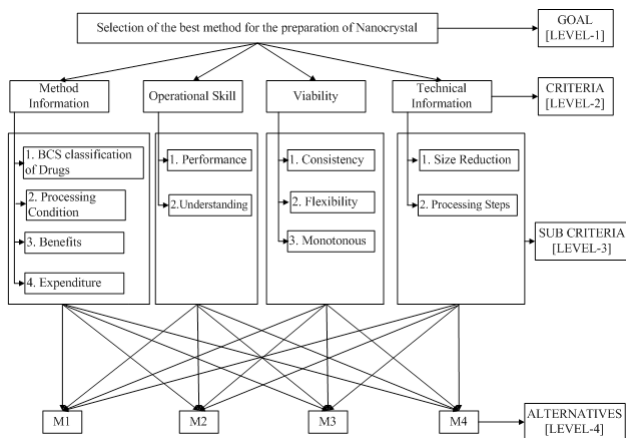 Selection of the best method for the preparation of Nanocrystal
GOAL
[LEVEL-1]
Method
Information
Operational Skill
Viability
Technical
Information
CRITERIA
[LEVEL-2]
1. BCS classification
of Drugs
2. Processing
Condition
3. Benefits
4. Expenditure
1. Performance
2.Understanding
1. Consistency
2. Flexibility
3. Monotonous
1. Size Reduction
2. Processing Steps
SUB CRITERIA
[LEVEL-3]
M1
M2
M3
M4
ALTERNATIVES
[LEVEL-4]